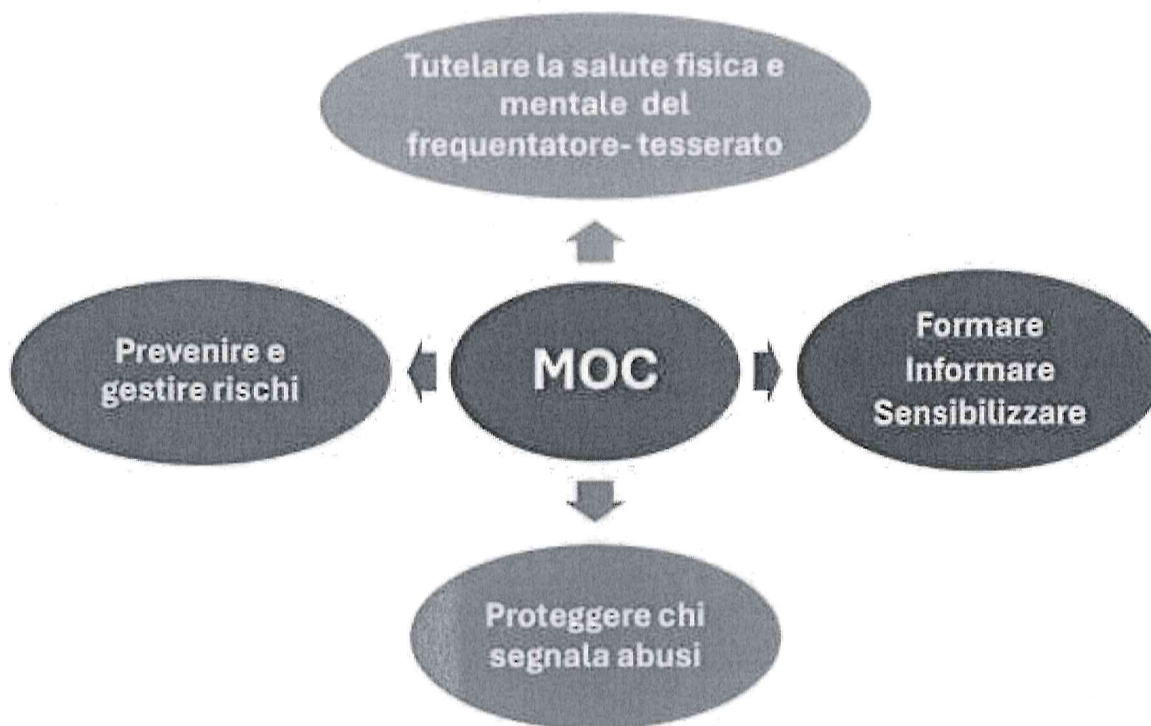 Tutelare la salute fisica e
mentale del
frequentatore- tesserato
Prevenire e
gestire rischi
MOC
Formare
Informare
Sensibilizzare
Proteggere chi
segnala abusi